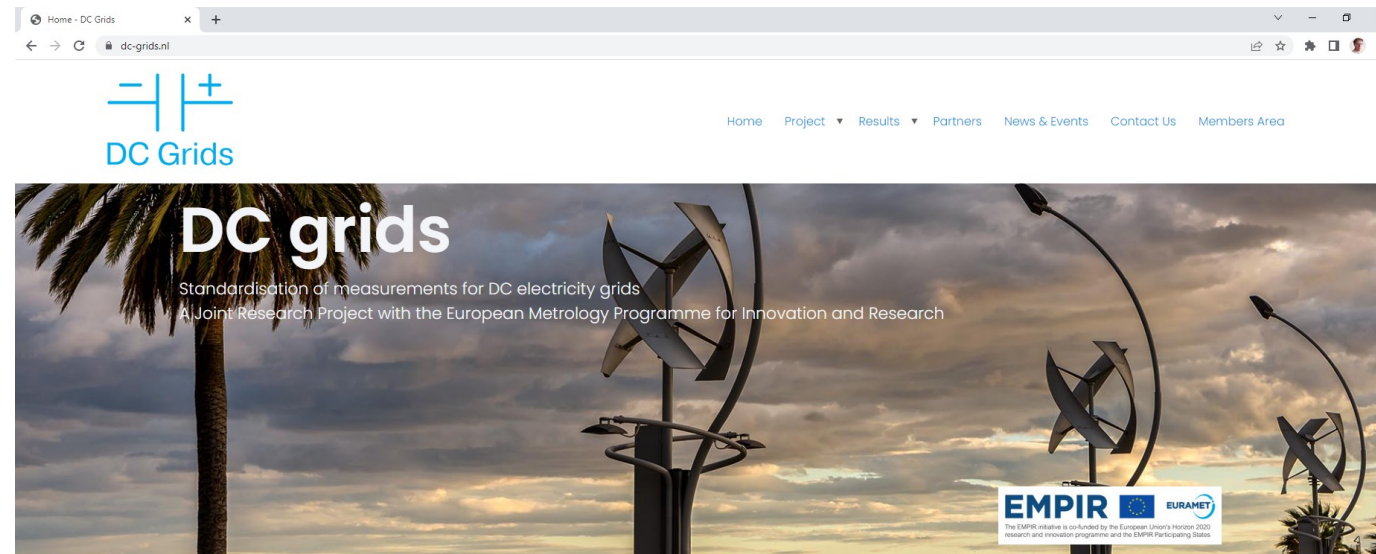 Home - DC Grids
dc-grids.nl
DC Grids
Home Project Results Partners News & Events Contact Us Members Area
DC grids
Standardisation of measurements for DC electricity grids
A Joint Research Project with the European Metrology Programme for Innovation and Research
EMPIR EURAMET
The EMPIR initiative is co-funded by the European Union's Horizon 2020
research and innovation programme and the EMPIR Participating States